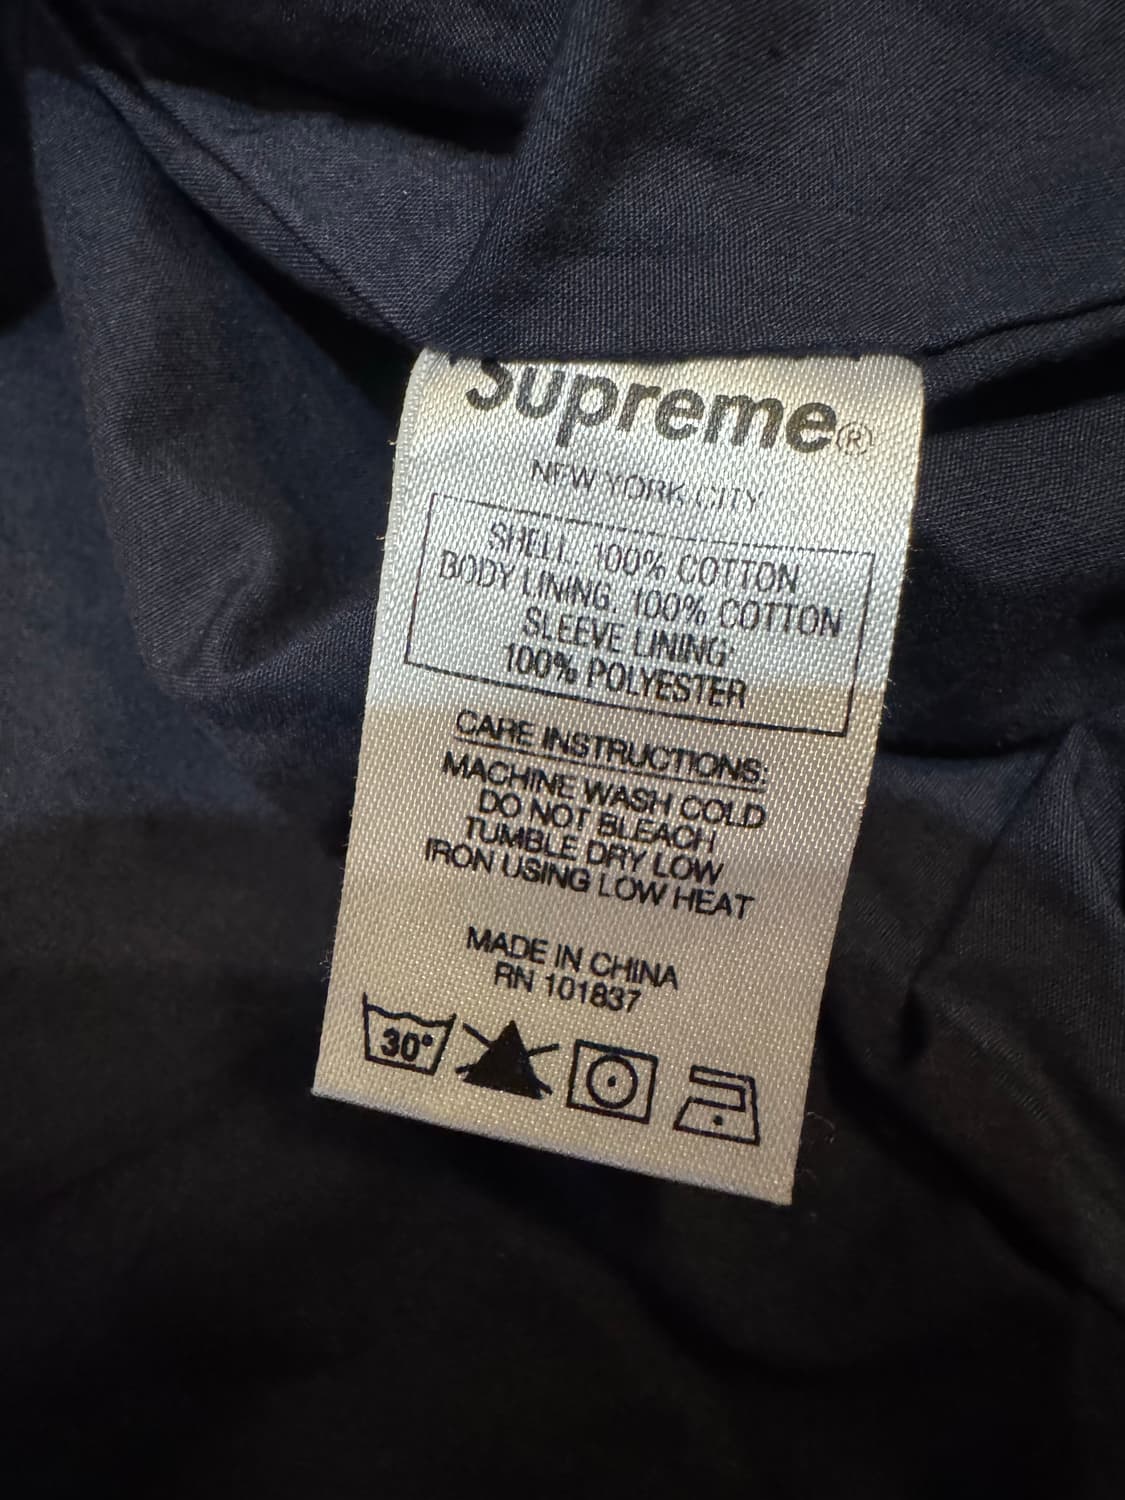 Supreme®
NEW YORK CITY
SHELL: 100% COTTON
BODY LINING: 100% COTTON
SLEEVE LINING:
100% POLYESTER
CARE INSTRUCTIONS:
MACHINE WASH COLD
DO NOT BLEACH
TUMBLE DRY LOW
IRON USING LOW HEAT
MADE IN CHINA
RN 101837
30°